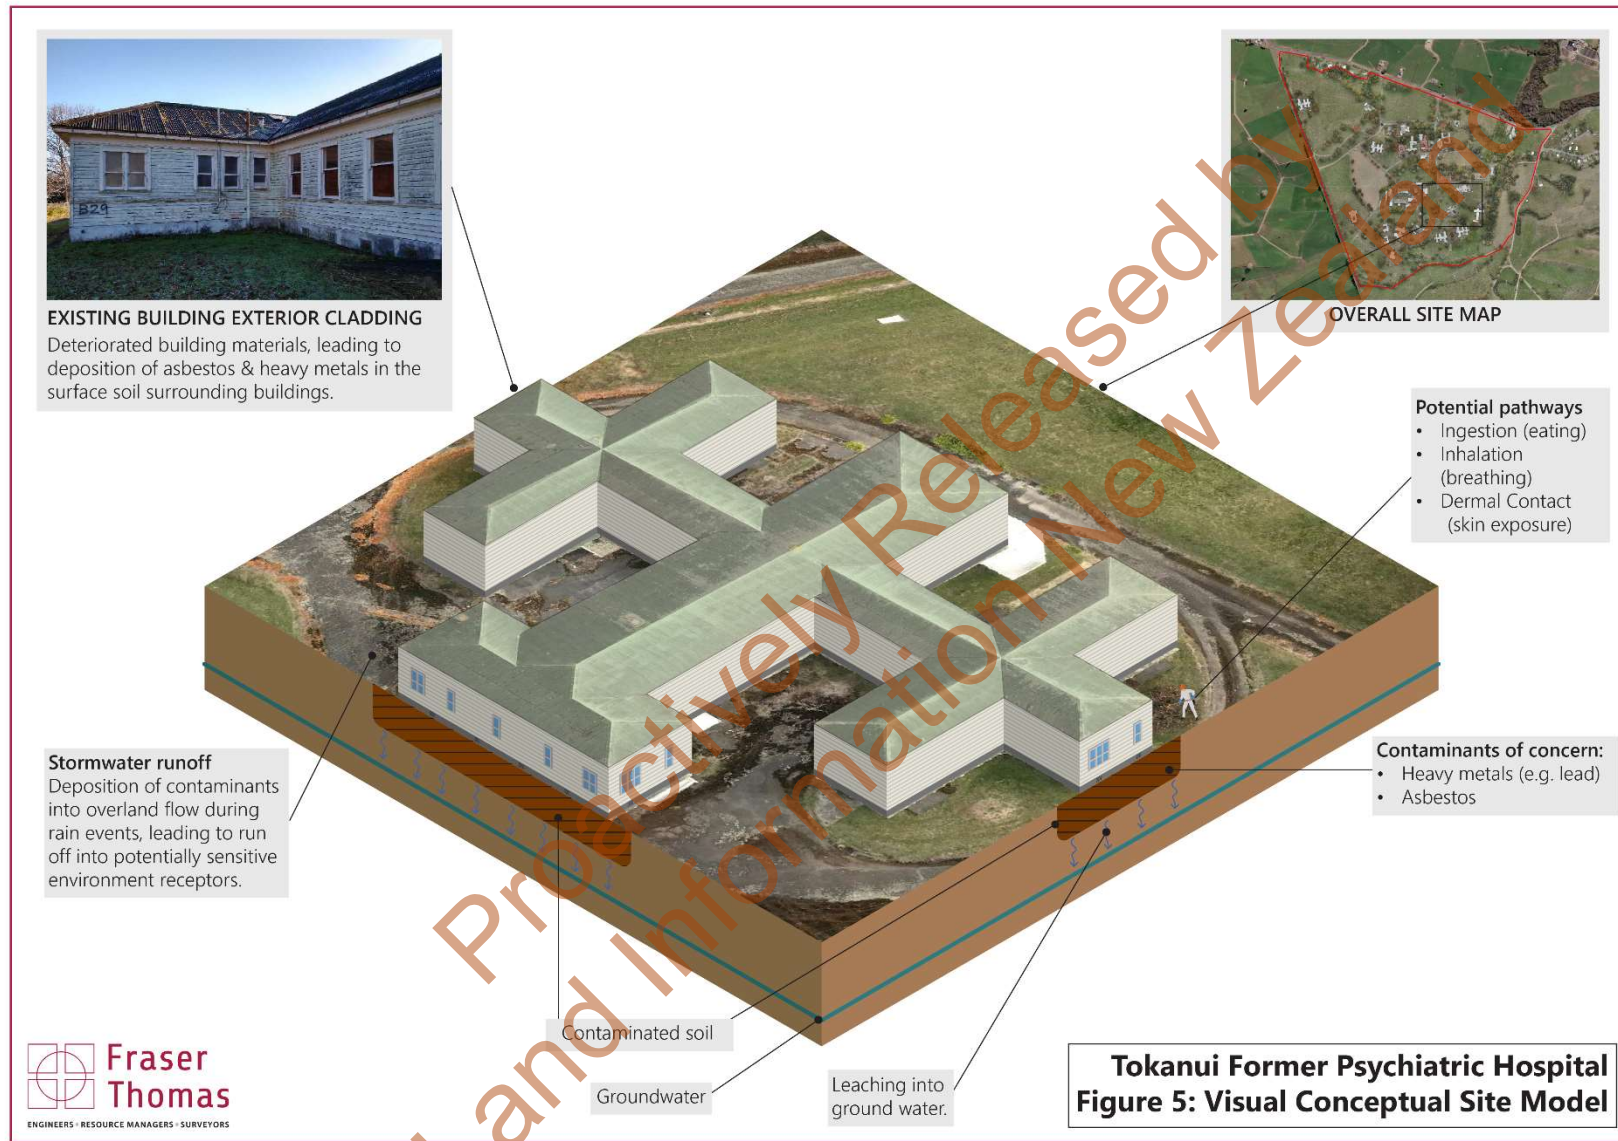 B29
EXISTING BUILDING EXTERIOR CLADDING
Deteriorated building materials, leading to
deposition of asbestos & heavy metals in the
surface soil surrounding buildings.
OVERALL SITE MAP
Potential pathways
• Ingestion (eating)
• Inhalation
(breathing)
• Dermal Contact
(skin exposure)
Stormwater runoff
Deposition of contaminants
into overland flow during
rain events, leading to run
off into potentially sensitive
environment receptors.
Contaminants of concern:
• Heavy metals (e.g. lead)
• Asbestos
Contaminated soil
Groundwater
Leaching into
ground water.
Fraser
Thomas
ENGINEERS • RESOURCE MANAGERS • SURVEYORS
Tokanui Former Psychiatric Hospital
Figure 5: Visual Conceptual Site Model
Proactively Released by
Land Information New Zealand